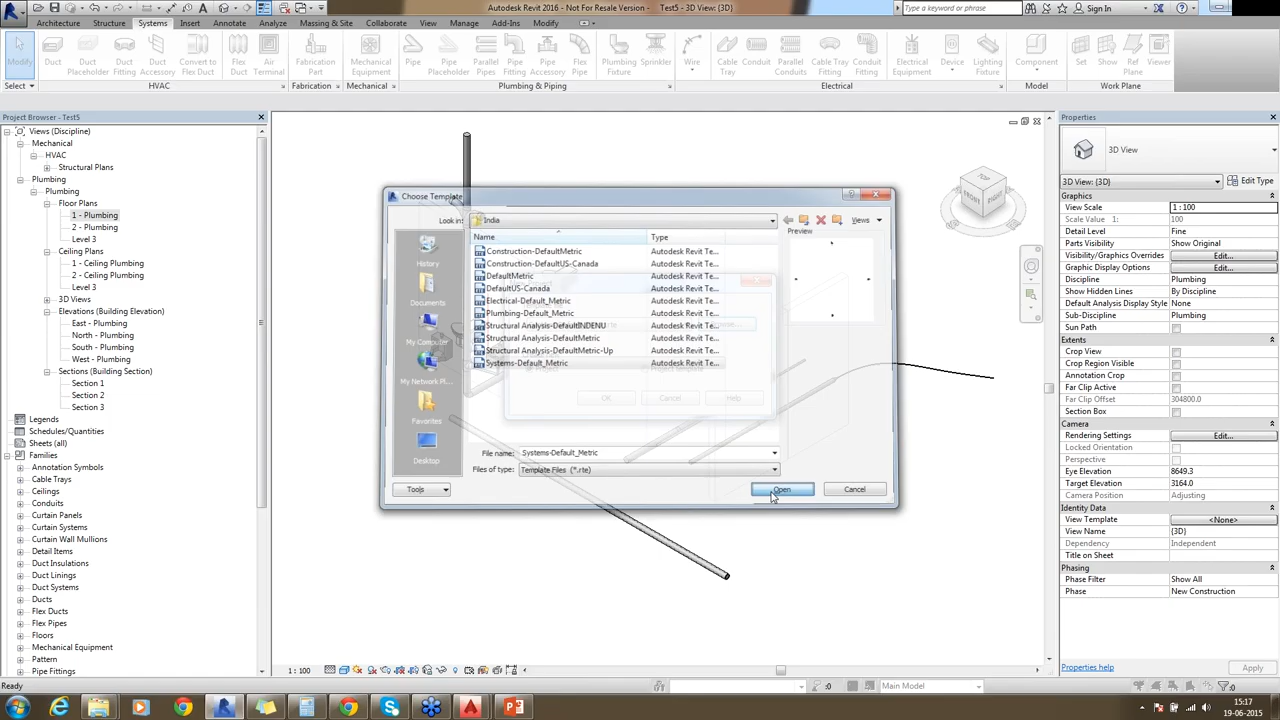 Autodesk Revit 2016 - Not For Resale Version - Test5 - 3D View: {3D}
Type a keyword or phrase
Sign In
Architecture Structure Systems Insert Annotate Analyze Massing & Site Collaborate View Manage Add-Ins Modify
Modify Duct Duct Placeholder Duct Fitting Duct Accessory Convert to Flex Duct Flex Duct Air Terminal Fabrication Part Mechanical Equipment Pipe Pipe Placeholder Parallel Pipes Pipe Fitting Pipe Accessory Flex Pipe Plumbing Fixture Sprinkler Wire Cable Tray Conduit Parallel Conduits Cable Tray Fitting Conduit Fitting Electrical Equipment Device Lighting Fixture Component Set Show Ref Plane Viewer
Select HVAC Fabrication Mechanical Plumbing & Piping Electrical Model Work Plane
Project Browser - Test5
Views (Discipline)
Mechanical
HVAC
Structural Plans
Plumbing
Plumbing
Floor Plans
1 - Plumbing
2 - Plumbing
Level 3
Ceiling Plans
1 - Ceiling Plumbing
2 - Ceiling Plumbing
Level 3
3D Views
Elevations (Building Elevation)
East - Plumbing
North - Plumbing
South - Plumbing
West - Plumbing
Sections (Building Section)
Section 1
Section 2
Section 3
Legends
Schedules/Quantities
Sheets (all)
Families
Annotation Symbols
Cable Trays
Ceilings
Conduits
Curtain Panels
Curtain Systems
Curtain Wall Mullions
Detail Items
Duct Insulations
Duct Linings
Duct Systems
Ducts
Flex Ducts
Flex Pipes
Floors
Mechanical Equipment
Pattern
Pipe Fittings
Choose Template
Look in: India
Views
Name Type
Preview
Construction-DefaultMetric Autodesk Revit Te...
Construction-DefaultUS-Canada Autodesk Revit Te...
DefaultMetric Autodesk Revit Te...
DefaultUS-Canada Autodesk Revit Te...
Electrical-Default_Metric Autodesk Revit Te...
Plumbing-Default_Metric Autodesk Revit Te...
Structural Analysis-DefaultINDENU Autodesk Revit Te...
Structural Analysis-DefaultMetric Autodesk Revit Te...
Structural Analysis-DefaultMetric-Up Autodesk Revit Te...
Systems-Default_Metric Autodesk Revit Te...
History
Documents
My Computer
My Network Pl...
Favorites
Desktop
OK Cancel Help
File name: Systems-Default_Metric
Files of type: Template Files (*.rte)
Tools Open Cancel
TOP
FRONT RIGHT
Properties
3D View
3D View: {3D} Edit Type
Graphics
View Scale 1 : 100
Scale Value 1: 100
Detail Level Fine
Parts Visibility Show Original
Visibility/Graphics Overrides Edit...
Graphic Display Options Edit...
Discipline Plumbing
Show Hidden Lines By Discipline
Default Analysis Display Style None
Sub-Discipline Plumbing
Sun Path
Extents
Crop View
Crop Region Visible
Annotation Crop
Far Clip Active
Far Clip Offset 304800.0
Section Box
Camera
Rendering Settings Edit...
Locked Orientation
Perspective
Eye Elevation 8649.3
Target Elevation 3164.0
Camera Position Adjusting
Identity Data
View Template <None>
View Name {3D}
Dependency Independent
Title on Sheet
Phasing
Phase Filter Show All
Phase New Construction
Properties help Apply
1 : 100
Ready
:0 Main Model :0
15:17
19-06-2015